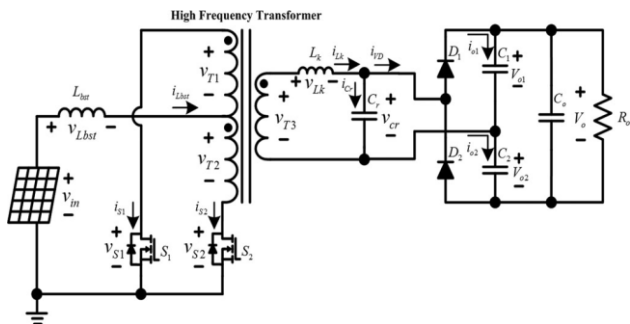 High Frequency Transformer
L_bst
i_Lbst
+ v_Lbst −
+ v_in −
+ v_T1 −
+ v_T2 −
i_S1
+ v_S1 −
S_1
i_S2
+ v_S2 −
S_2
+ v_T3 −
L_k
i_Lk
i_VD
+ v_Lk −
i_Cr
C_r
+ v_cr −
D_1
i_o1
C_1
+ V_o1 −
D_2
i_o2
C_2
+ V_o2 −
C_o
+ V_o −
R_o